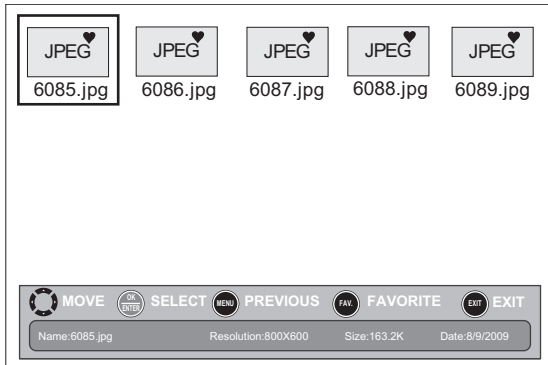 JPEG JPEG JPEG JPEG JPEG
6085.jpg 6086.jpg 6087.jpg 6088.jpg 6089.jpg
MOVE OK ENTER SELECT MENU PREVIOUS FAV. FAVORITE EXIT EXIT
Name:6085.jpg Resolution:800X600 Size:163.2K Date:8/9/2009